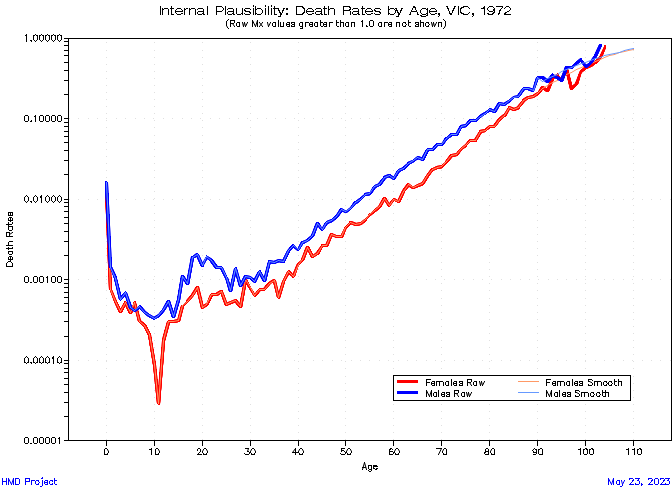 Internal Plausibility: Death Rates by Age, VIC, 1972
(Raw Mx values greater than 1.0 are not shown)
1.00000
0.10000
0.01000
0.00100
0.00010
0.00001
Death Rates
0 10 20 30 40 50 60 70 80 90 100 110
Age
Females Raw Females Smooth
Males Raw Males Smooth
HMD Project May 23, 2023